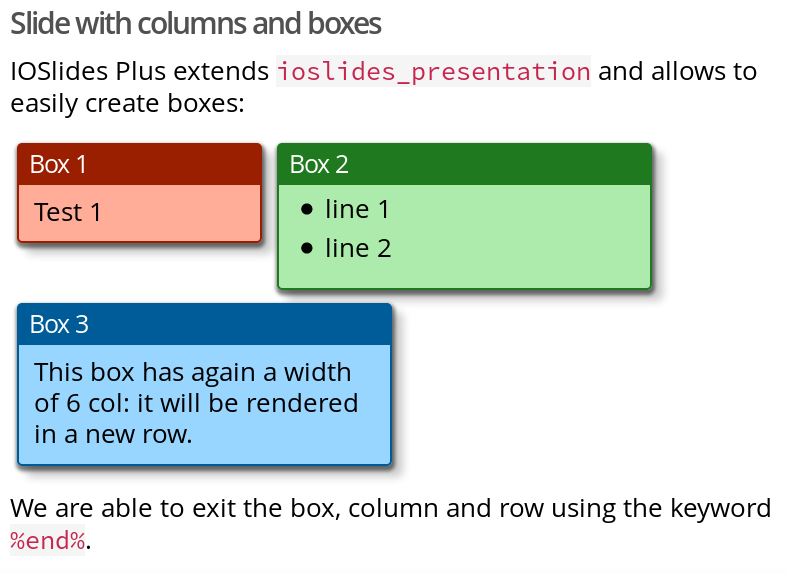 Slide with columns and boxes
IOSlides Plus extends ioslides_presentation and allows to
easily create boxes:
Box 1
Test 1
Box 2
• line 1
• line 2
Box 3
This box has again a width
of 6 col: it will be rendered
in a new row.
We are able to exit the box, column and row using the keyword
%end%.